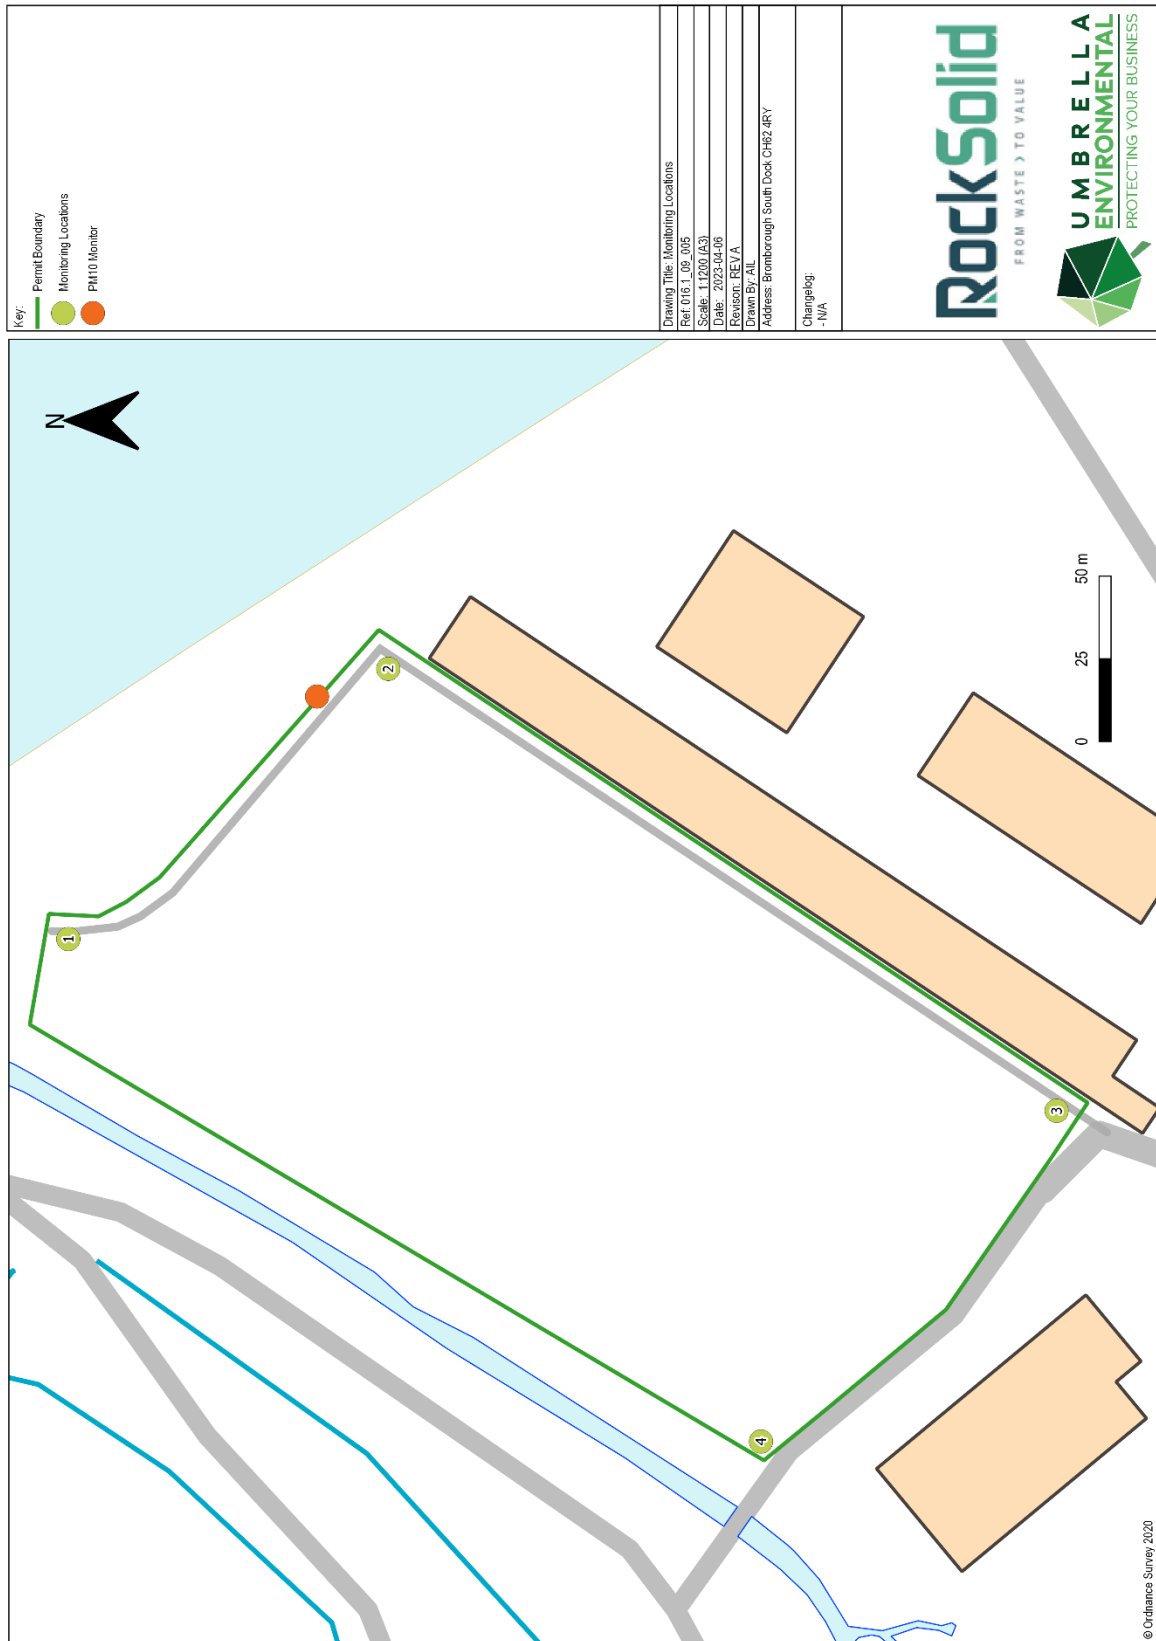 Key:
Permit Boundary
Monitoring Locations
PM10 Monitor
Drawing Title: Monitoring Locations
Ref: 016.1_09_005
Scale: 1:1200 (A3)
Date: 2023-04-06
Revison: REV A
Drawn By: AIL
Address: Bromborough South Dock CH62 4RY
Changelog:
- N/A
RockSolid
FROM WASTE > TO VALUE
UMBRELLA
ENVIRONMENTAL
PROTECTING YOUR BUSINESS
N
1
2
3
4
0 25 50 m
© Ordnance Survey 2020